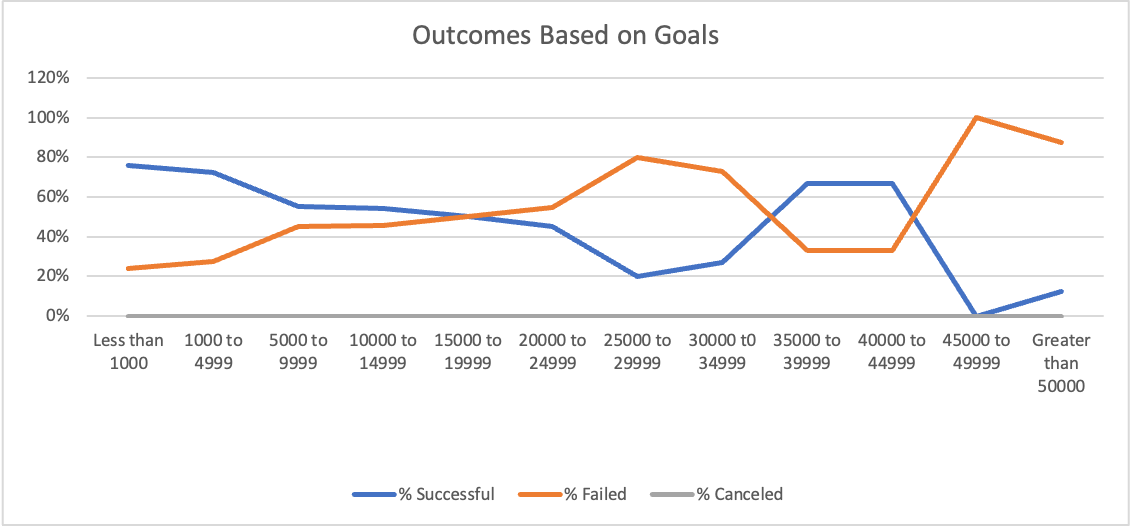 Outcomes Based on Goals
120%
100%
80%
60%
40%
20%
0%
Less than 1000
1000 to 4999
5000 to 9999
10000 to 14999
15000 to 19999
20000 to 24999
25000 to 29999
30000 t0 34999
35000 to 39999
40000 to 44999
45000 to 49999
Greater than 50000
% Successful
% Failed
% Canceled